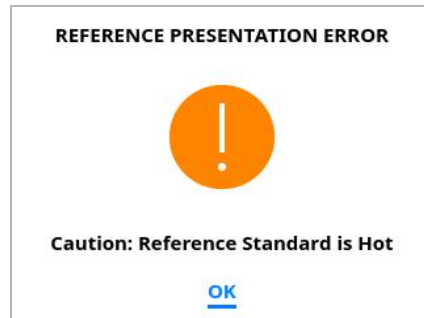 REFERENCE PRESENTATION ERROR
Caution: Reference Standard is Hot
OK